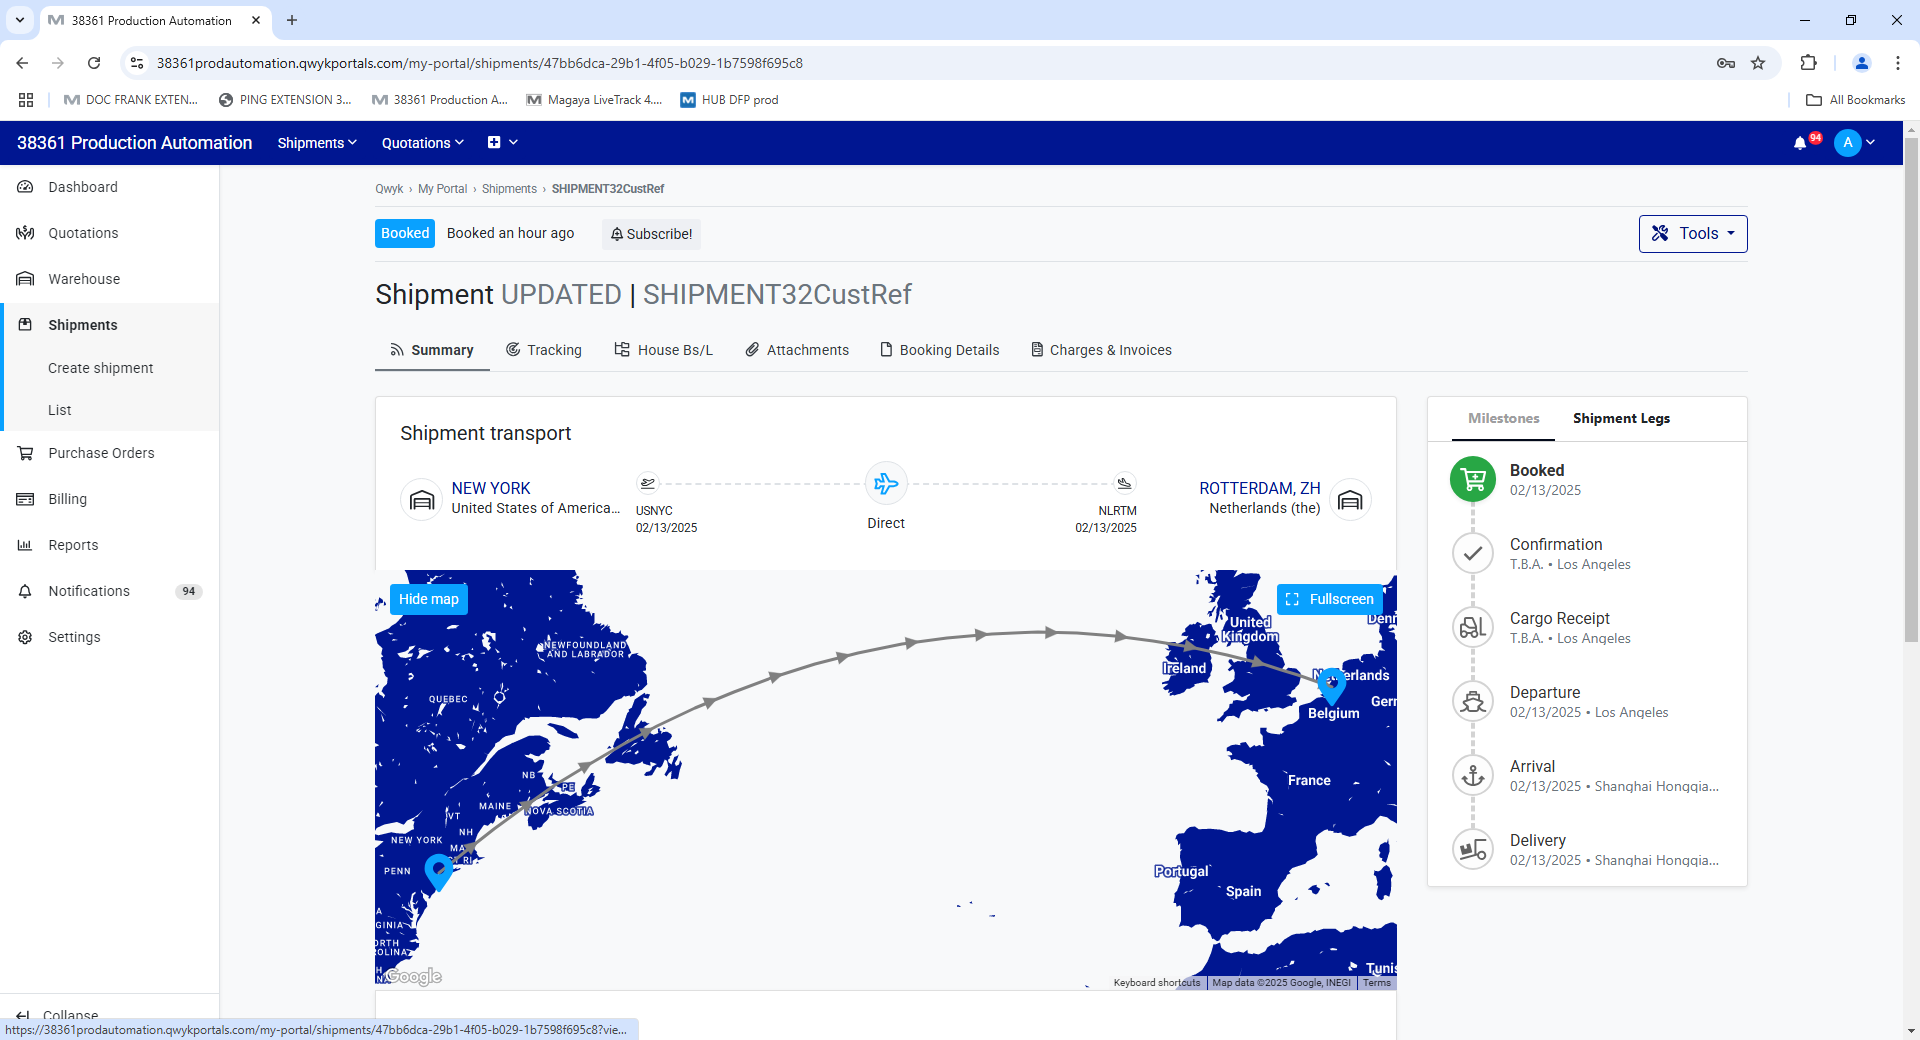 38361 Production Automation
38361prodautomation.qwykportals.com/my-portal/shipments/47bb6dca-29b1-4f05-b029-1b7598f695c8
DOC FRANK EXTEN...
PING EXTENSION 3...
38361 Production A...
Magaya LiveTrack 4....
HUB DFP prod
All Bookmarks
38361 Production Automation
Shipments
Quotations
94
A
Dashboard
Quotations
Warehouse
Shipments
Create shipment
List
Purchase Orders
Billing
Reports
Notifications 94
Settings
Collapse
Qwyk › My Portal › Shipments › SHIPMENT32CustRef
Booked Booked an hour ago Subscribe!
Tools
Shipment UPDATED | SHIPMENT32CustRef
Summary
Tracking
House Bs/L
Attachments
Booking Details
Charges & Invoices
Shipment transport
NEW YORK
United States of America...
USNYC
02/13/2025
Direct
NLRTM
02/13/2025
ROTTERDAM, ZH
Netherlands (the)
Hide map
Fullscreen
NEWFOUNDLAND
AND LABRADOR
QUEBEC
NB
PE
MAINE
NOVA SCOTIA
VT
NH
NEW YORK
MA
RI
PENN
GINIA
ORTH
OLINA
United
Kingdom
Ireland
Denn
Netherlands
Gern
Belgium
France
Portugal
Spain
Tunis
Google
Keyboard shortcuts
Map data ©2025 Google, INEGI
Terms
Milestones
Shipment Legs
Booked
02/13/2025
Confirmation
T.B.A. • Los Angeles
Cargo Receipt
T.B.A. • Los Angeles
Departure
02/13/2025 • Los Angeles
Arrival
02/13/2025 • Shanghai Hongqia...
Delivery
02/13/2025 • Shanghai Hongqia...
https://38361prodautomation.qwykportals.com/my-portal/shipments/47bb6dca-29b1-4f05-b029-1b7598f695c8?vie...